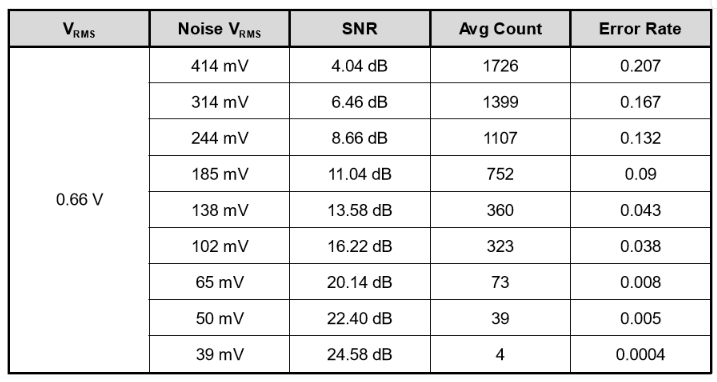 V_RMS Noise V_RMS SNR Avg Count Error Rate
414 mV 4.04 dB 1726 0.207
314 mV 6.46 dB 1399 0.167
244 mV 8.66 dB 1107 0.132
185 mV 11.04 dB 752 0.09
0.66 V
138 mV 13.58 dB 360 0.043
102 mV 16.22 dB 323 0.038
65 mV 20.14 dB 73 0.008
50 mV 22.40 dB 39 0.005
39 mV 24.58 dB 4 0.0004